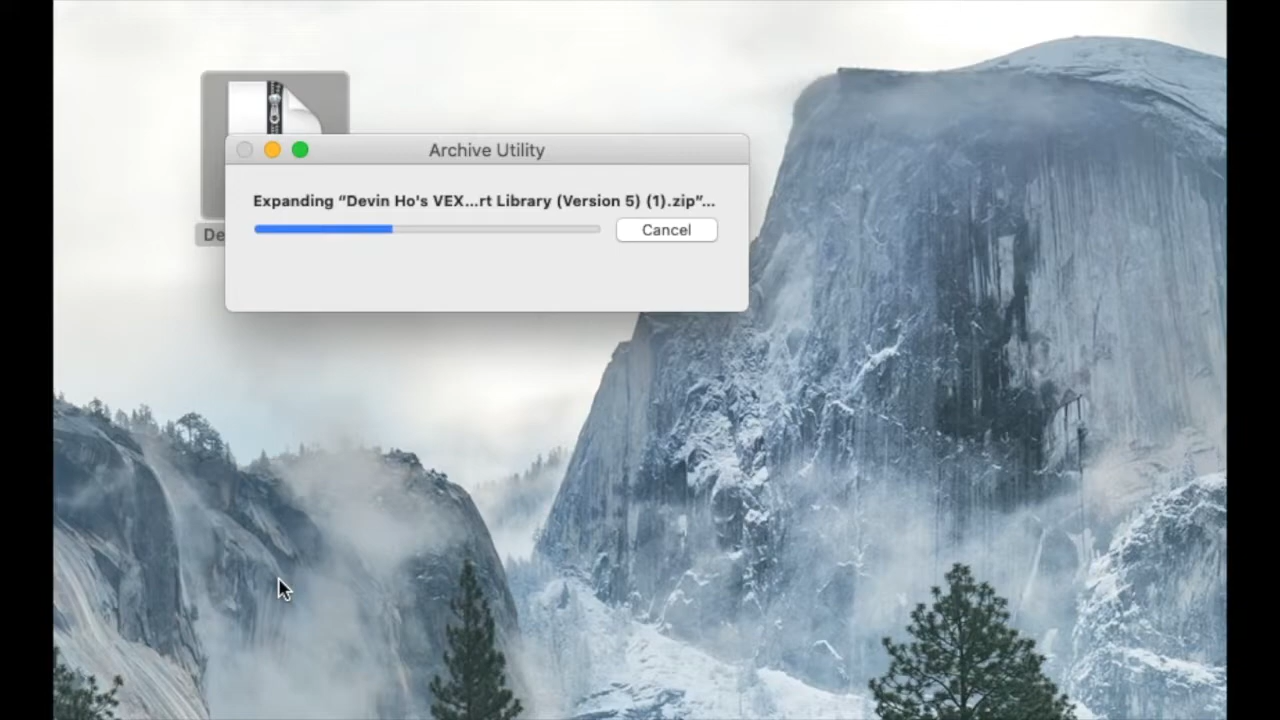 Archive Utility
Expanding “Devin Ho's VEX...rt Library (Version 5) (1).zip”...
Cancel
De